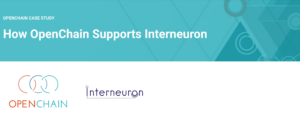 OPENCHAIN CASE STUDY
How OpenChain Supports Interneuron
OPENCHAIN
Interneuron